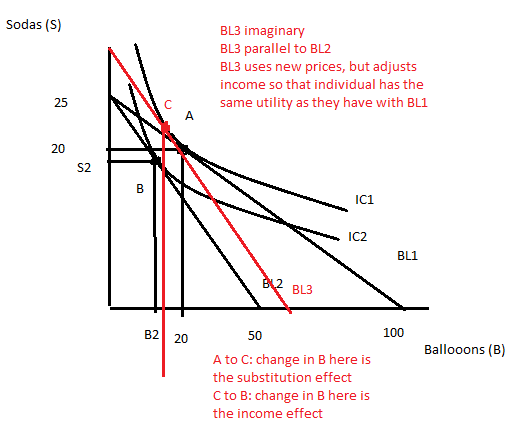 Sodas (S)
BL3 imaginary
BL3 parallel to BL2
BL3 uses new prices, but adjusts
income so that individual has the
same utility as they have with BL1
25
C
A
20
S2
B
IC1
IC2
BL1
BL2
BL3
B2
20
50
100
Ballooons (B)
A to C: change in B here is
the substitution effect
C to B: change in B here is
the income effect